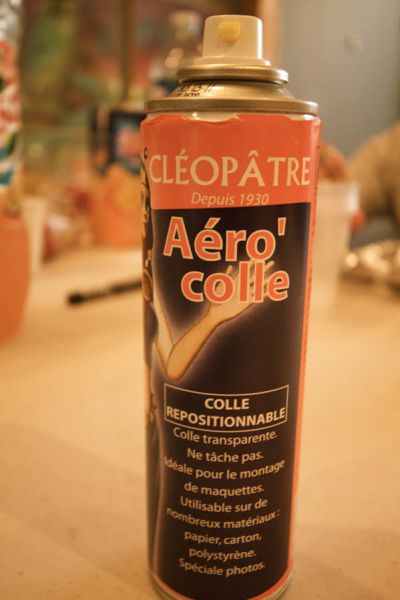 CLÉOPÂTRE
Depuis 1930
Aéro'
colle
COLLE
REPOSITIONNABLE
Colle transparente.
Ne tâche pas.
Idéale pour le montage
de maquettes.
Utilisable sur de
nombreux matériaux :
papier, carton,
polystyrène.
Spéciale photos.